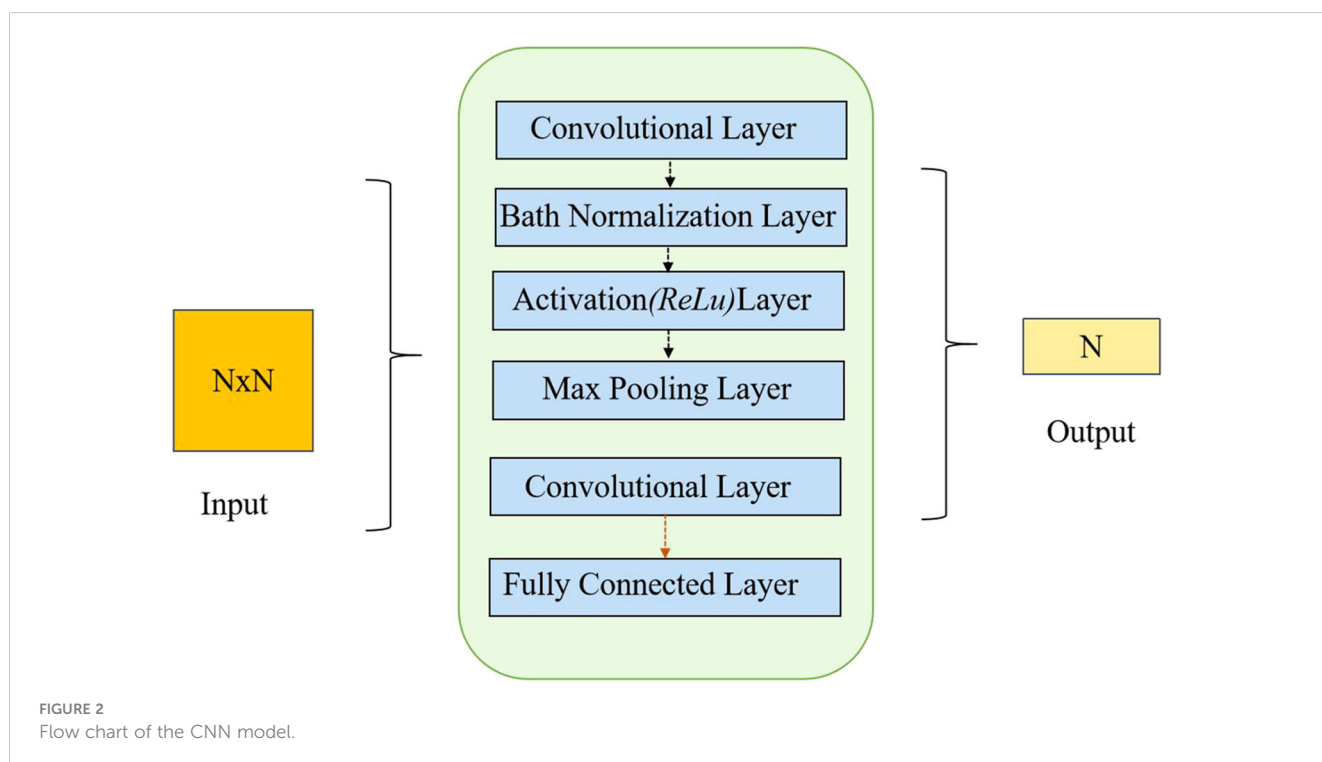 Convolutional Layer
Bath Normalization Layer
Activation(ReLu)Layer
Max Pooling Layer
Convolutional Layer
Fully Connected Layer
NxN
Input
N
Output
FIGURE 2
Flow chart of the CNN model.